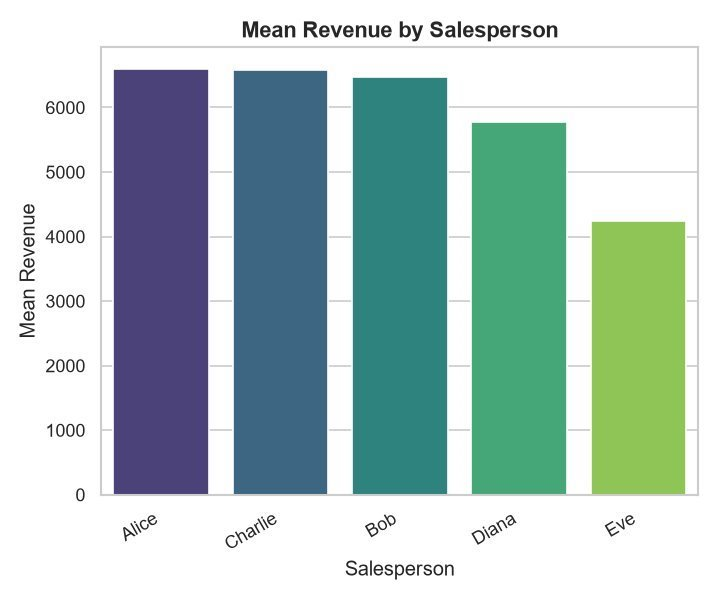 Mean Revenue by Salesperson
Mean Revenue
6000
5000
4000
3000
2000
1000
0
Alice
Charlie
Bob
Diana
Eve
Salesperson